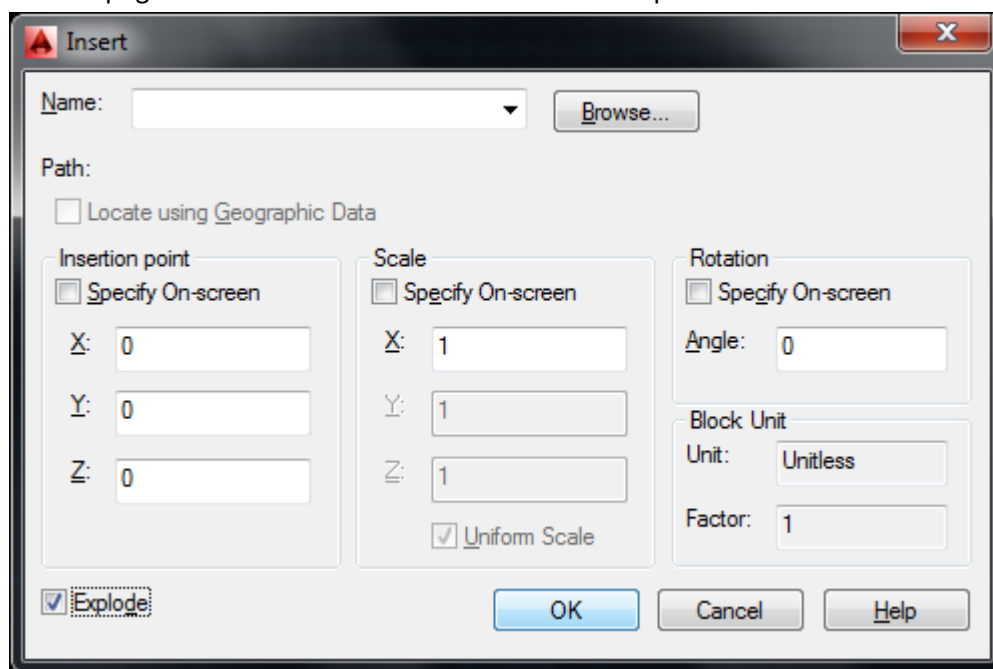 Insert
Name:
Browse...
Path:
Locate using Geographic Data
Insertion point
Specify On-screen
X: 0
Y: 0
Z: 0
Scale
Specify On-screen
X: 1
Y: 1
Z: 1
Uniform Scale
Rotation
Specify On-screen
Angle: 0
Block Unit
Unit: Unitless
Factor: 1
Explode
OK
Cancel
Help